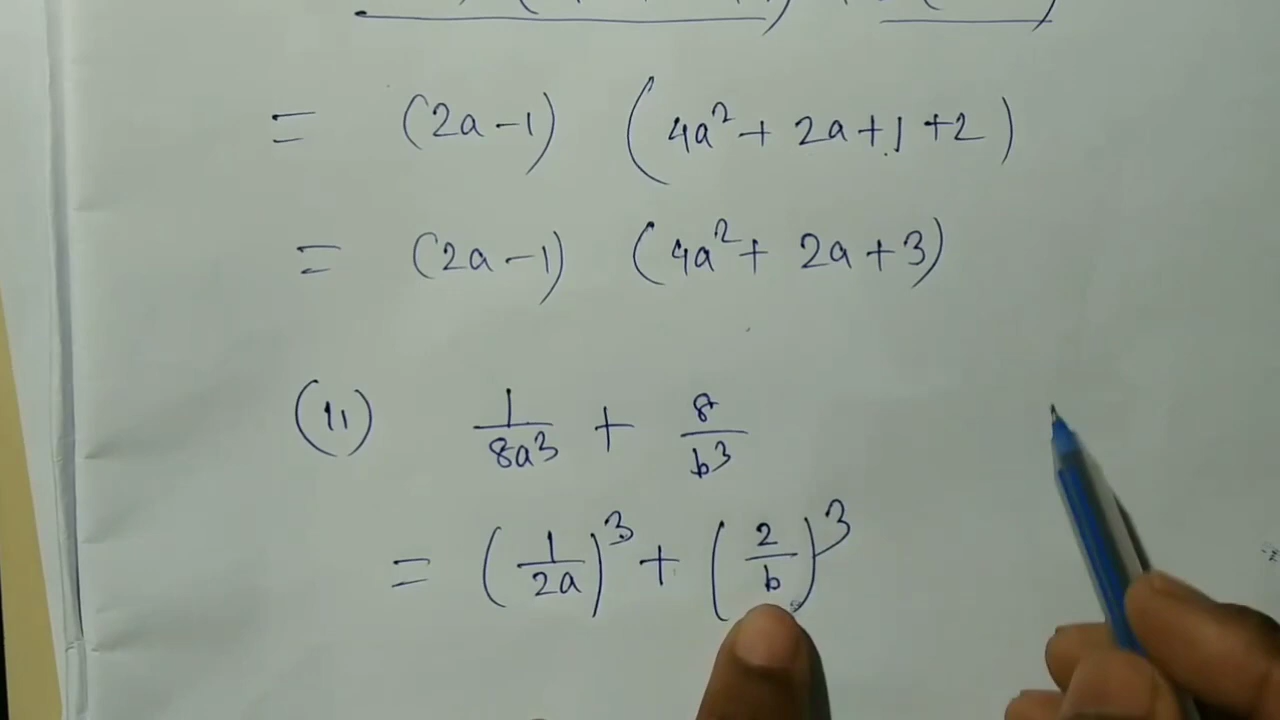 = (2a-1) (4a²+ 2a+1+2)
= (2a-1) (4a²+ 2a+3)
(11) 1/8a³ + 8/b³
= (1/2a)³ + (2/b)³